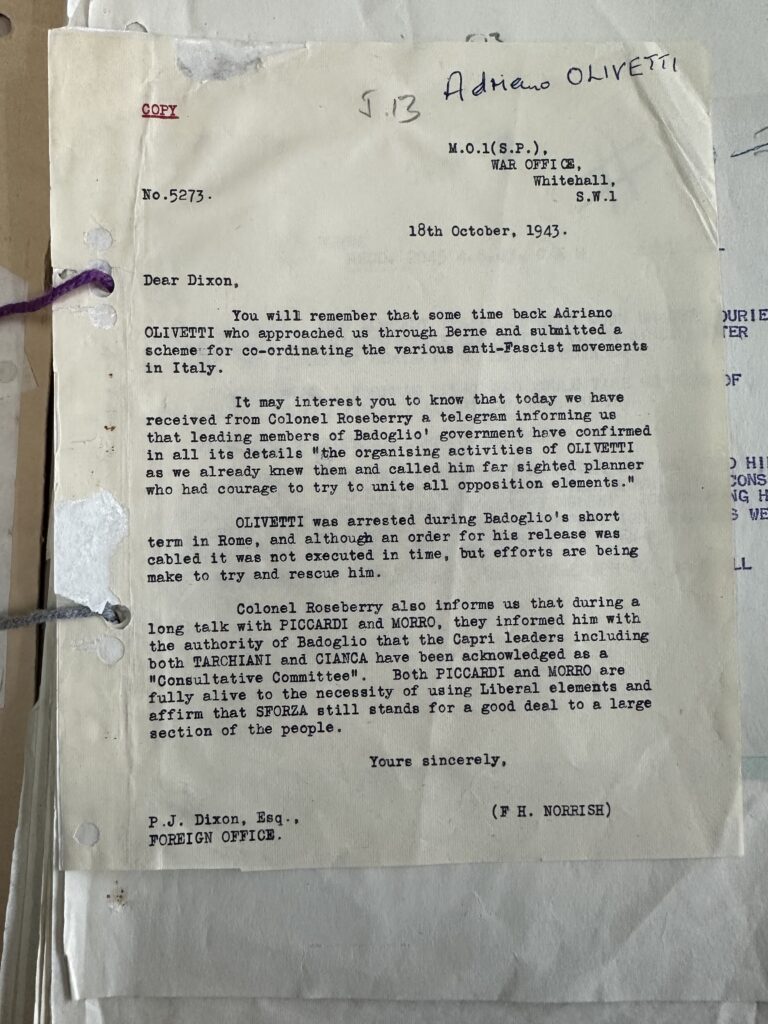 Adriano OLIVETTI
J.13
COPY
M.O.1(S.P.),
WAR OFFICE,
Whitehall,
S.W.1
No.5273.
18th October, 1943.
Dear Dixon,
You will remember that some time back Adriano
OLIVETTI who approached us through Berne and submitted a
scheme for co-ordinating the various anti-Fascist movements
in Italy.
It may interest you to know that today we have
received from Colonel Roseberry a telegram informing us
that leading members of Badoglio' government have confirmed
in all its details "the organising activities of OLIVETTI
as we already knew them and called him far sighted planner
who had courage to try to unite all opposition elements."
OLIVETTI was arrested during Badoglio's short
term in Rome, and although an order for his release was
cabled it was not executed in time, but efforts are being
make to try and rescue him.
Colonel Roseberry also informs us that during a
long talk with PICCARDI and MORRO, they informed him with
the authority of Badoglio that the Capri leaders including
both TARCHIANI and CIANCA have been acknowledged as a
"Consultative Committee". Both PICCARDI and MORRO are
fully alive to the necessity of using Liberal elements and
affirm that SFORZA still stands for a good deal to a large
section of the people.
Yours sincerely,
(F H. NORRISH)
P.J. Dixon, Esq.,
FOREIGN OFFICE.
OURIE
TER
OF
D HI
CONS
NG H
S WE
LL